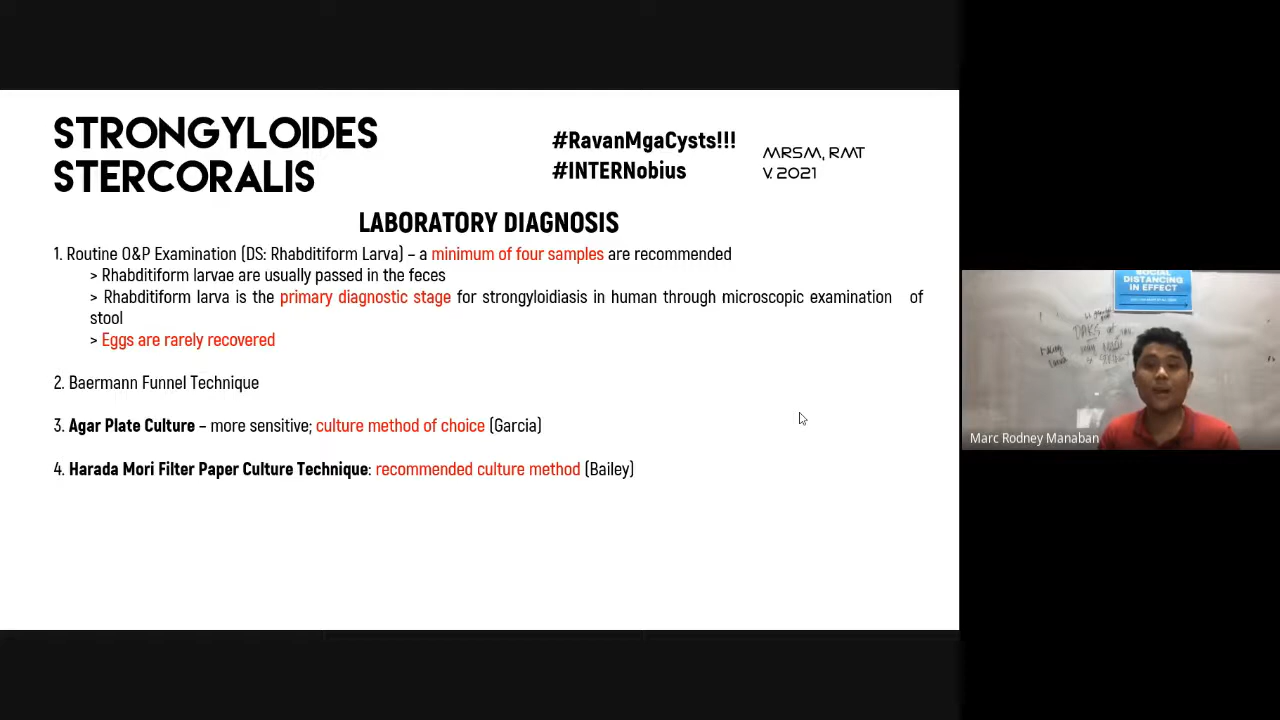 STRONGYLOIDES
STERCORALIS
#RavanMgaCysts!!!
#INTERNobius
MRSM, RMT
V. 2021
LABORATORY DIAGNOSIS
1. Routine O&P Examination (DS: Rhabditiform Larva) – a minimum of four samples are recommended
> Rhabditiform larvae are usually passed in the feces
> Rhabditiform larva is the primary diagnostic stage for strongyloidiasis in human through microscopic examination of
stool
> Eggs are rarely recovered
2. Baermann Funnel Technique
3. Agar Plate Culture – more sensitive; culture method of choice (Garcia)
4. Harada Mori Filter Paper Culture Technique: recommended culture method (Bailey)
SOCIAL
DISTANCING
IN EFFECT
Marc Rodney Manaban